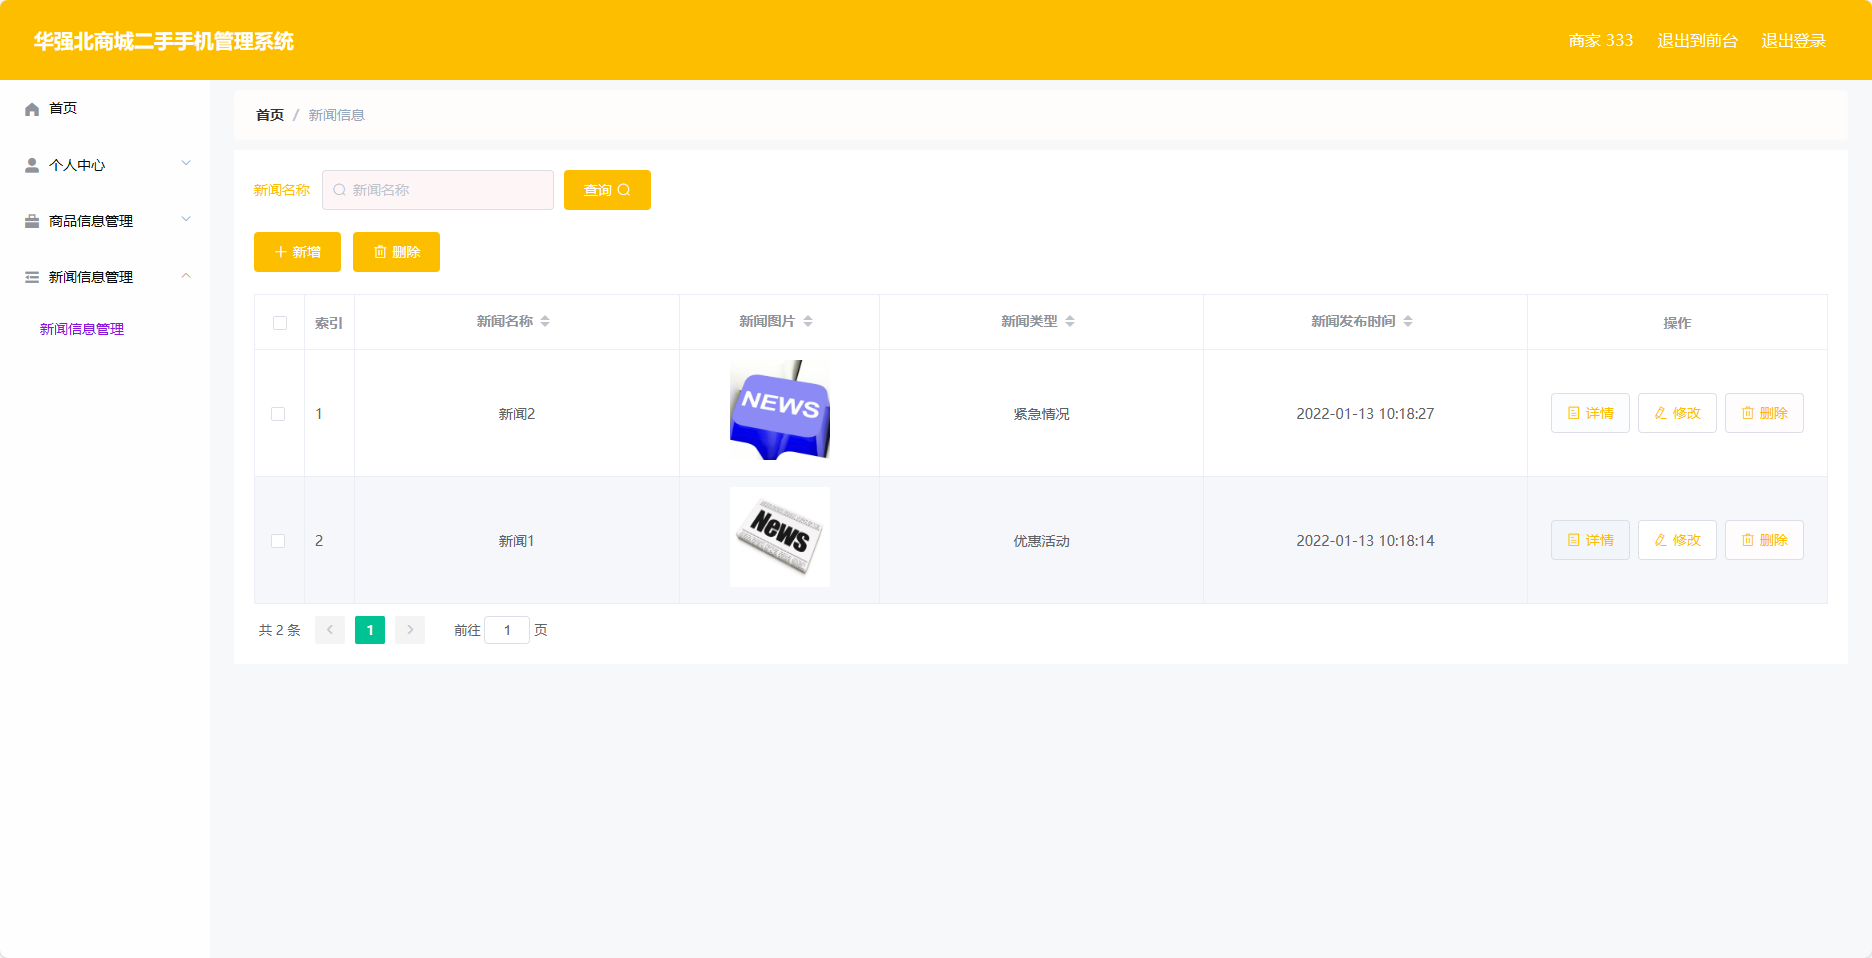 华强北商城二手手机管理系统
商家 333 退出到前台 退出登录
首页
个人中心
商品信息管理
新闻信息管理
新闻信息管理
首页 / 新闻信息
新闻名称 新闻名称 查询
新增 删除
索引 新闻名称 新闻图片 新闻类型 新闻发布时间 操作
1 新闻2 NEWS 紧急情况 2022-01-13 10:18:27 详情 修改 删除
2 新闻1 News 优惠活动 2022-01-13 10:18:14 详情 修改 删除
共 2 条 1 前往 1 页